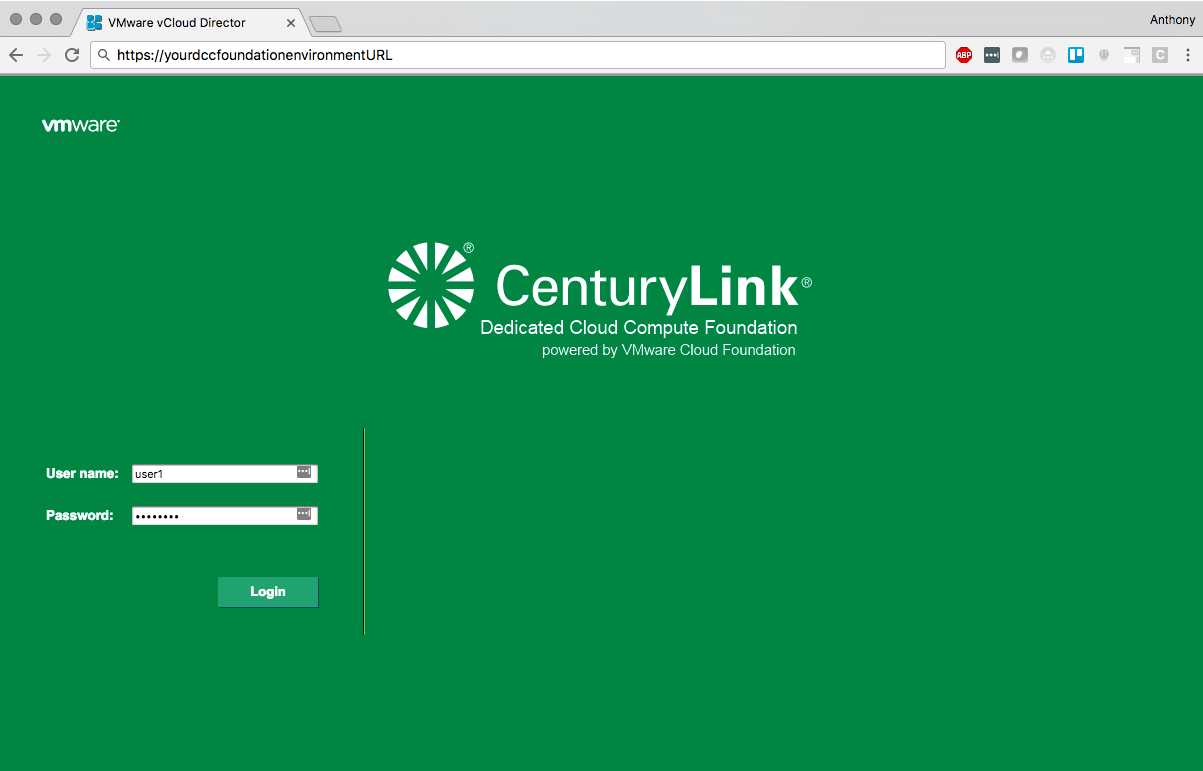 VMware vCloud Director
Anthony
https://yourdccfoundationenvironmentURL
ABP
C
vmware®
®
CenturyLink®
Dedicated Cloud Compute Foundation
powered by VMware Cloud Foundation
User name: user1
Password: ••••••••
Login